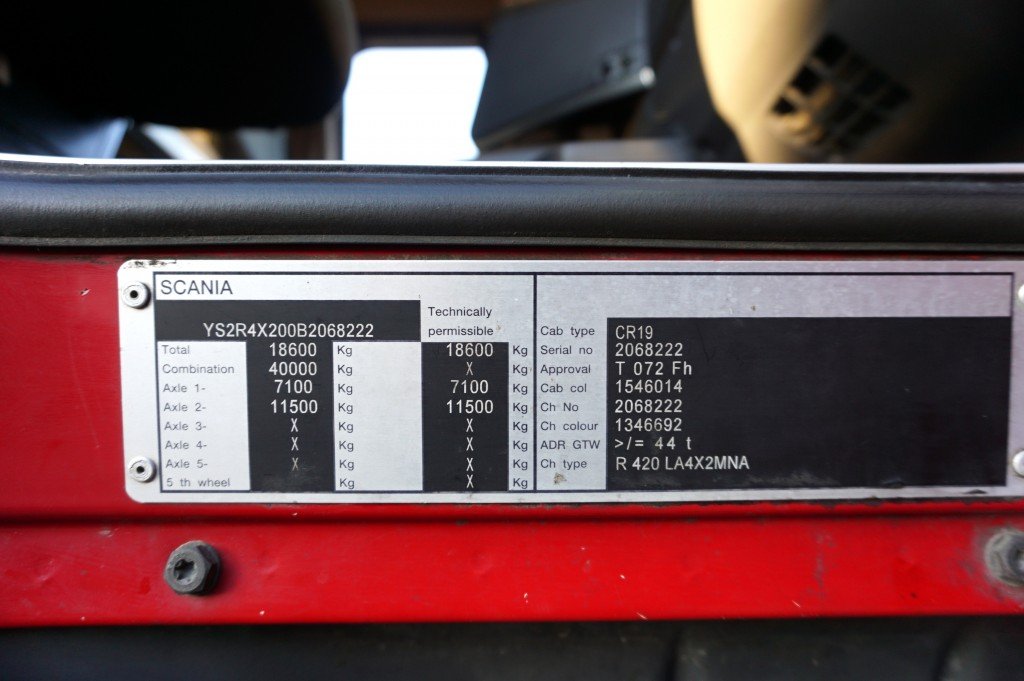 SCANIA
YS2R4X200B2068222
Technically
permissible
Total 18600 Kg 18600 Kg
Combination 40000 Kg X Kg
Axle 1- 7100 Kg 7100 Kg
Axle 2- 11500 Kg 11500 Kg
Axle 3- X Kg X Kg
Axle 4- X Kg X Kg
Axle 5- X Kg X Kg
5 th wheel Kg X Kg
Cab type CR19
Serial no 2068222
Approval T 072 Fh
Cab col 1546014
Ch No 2068222
Ch colour 1346692
ADR GTW >/= 44 t
Ch type R 420 LA4X2MNA